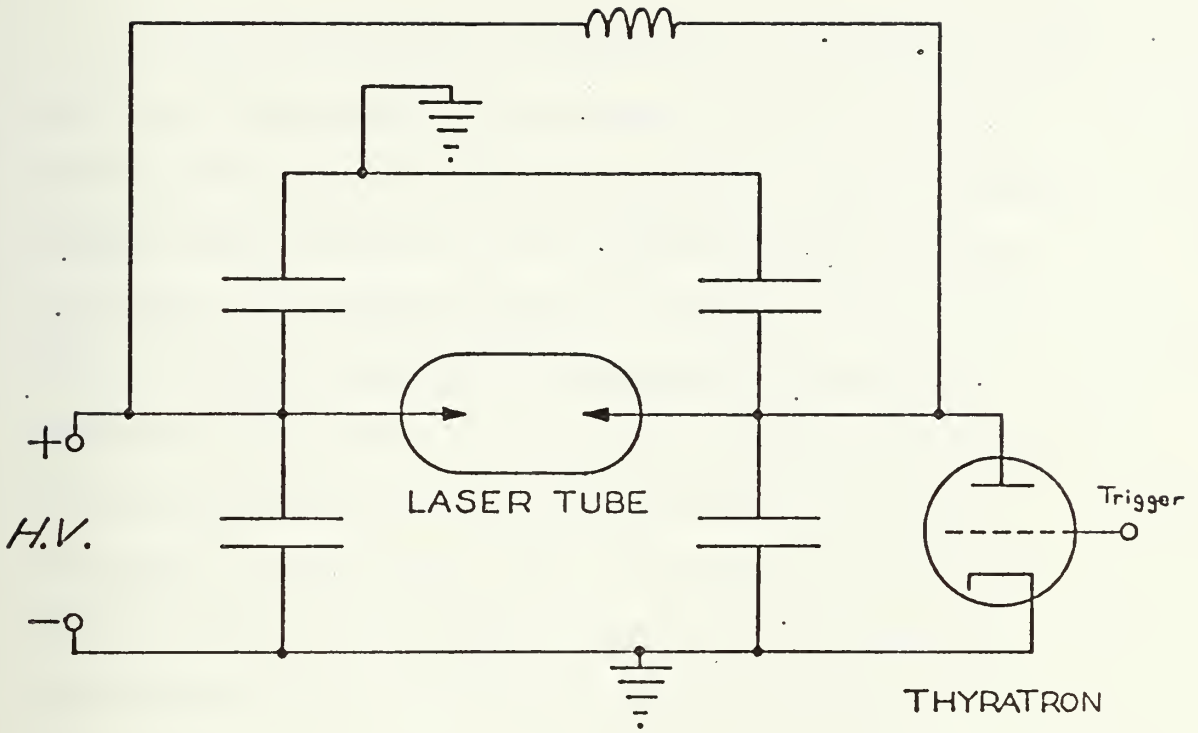 +
H.V.
-
LASER TUBE
Trigger
THYRATRON